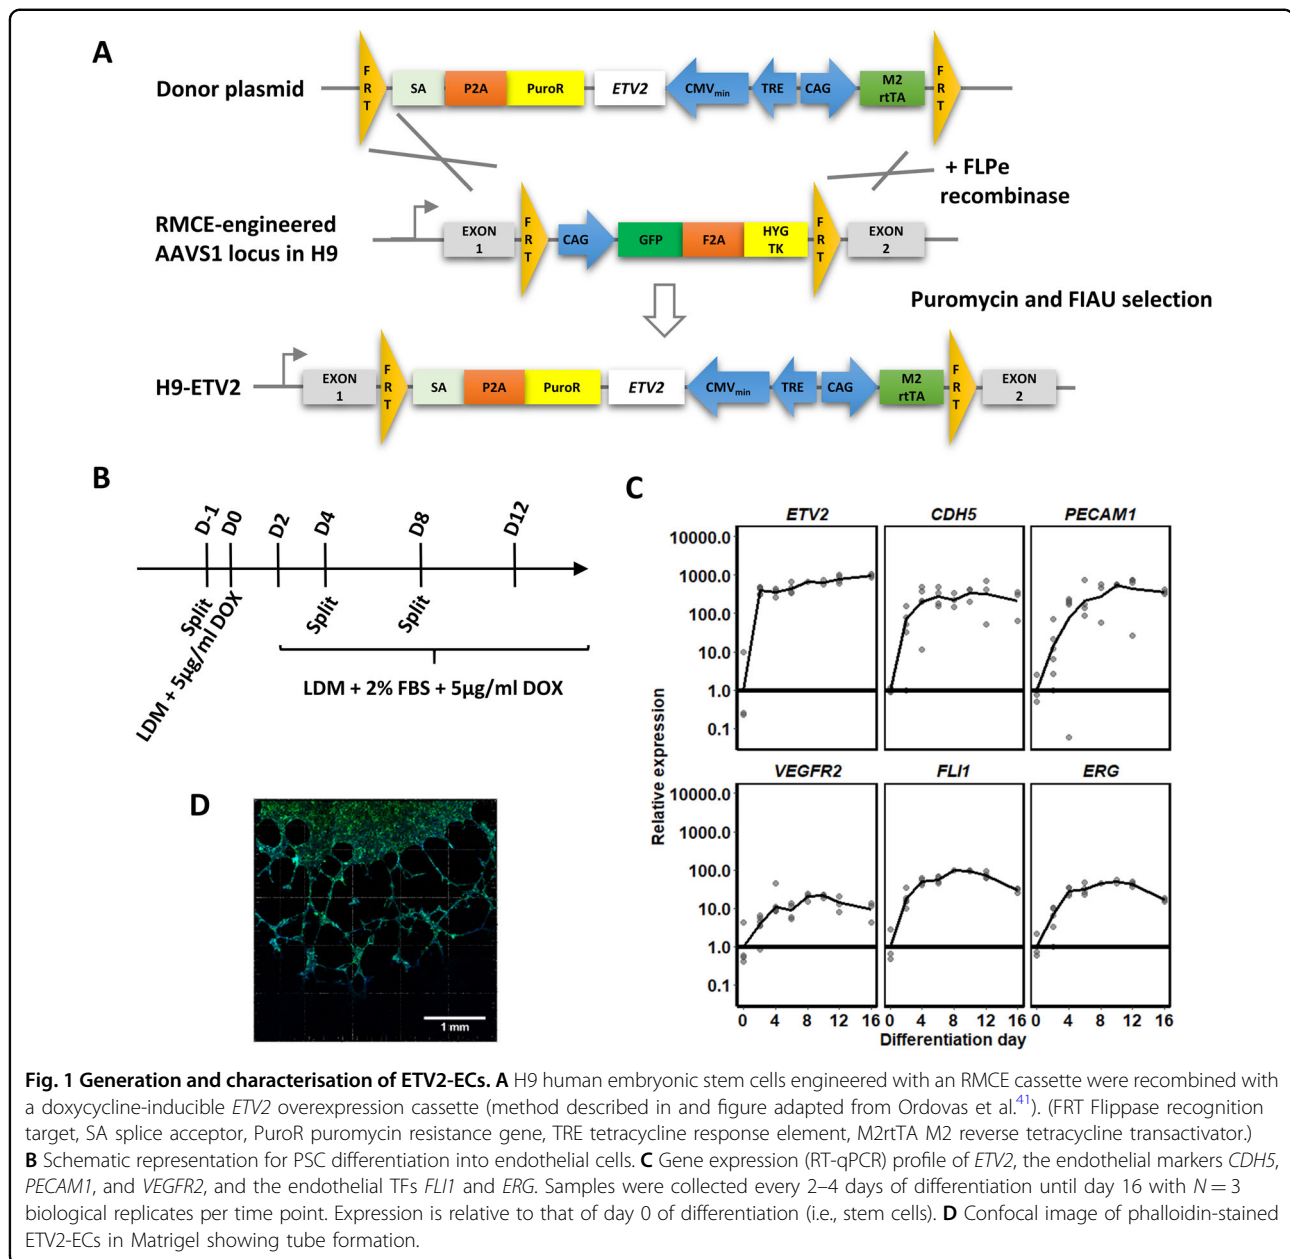 A
Donor plasmid
FRT
SA
P2A
PuroR
ETV2
CMVmin
TRE
CAG
M2
rtTA
FRT
+ FLPe
recombinase
RMCE-engineered
AAVS1 locus in H9
EXON
1
FRT
CAG
GFP
F2A
HYG
TK
FRT
EXON
2
Puromycin and FIAU selection
H9-ETV2
EXON
1
FRT
SA
P2A
PuroR
ETV2
CMVmin
TRE
CAG
M2
rtTA
FRT
EXON
2
B
D-1
D0
D2
D4
D8
D12
Split
LDM + 5µg/ml DOX
Split
Split
LDM + 2% FBS + 5µg/ml DOX
C
Relative expression
ETV2
CDH5
PECAM1
10000.0
1000.0
100.0
10.0
1.0
0.1
VEGFR2
FLI1
ERG
10000.0
1000.0
100.0
10.0
1.0
0.1
0 4 8 12 16
0 4 8 12 16
0 4 8 12 16
Differentiation day
D
1 mm
Fig. 1 Generation and characterisation of ETV2-ECs. A H9 human embryonic stem cells engineered with an RMCE cassette were recombined with
a doxycycline-inducible ETV2 overexpression cassette (method described in and figure adapted from Ordovas et al.41). (FRT Flippase recognition
target, SA splice acceptor, PuroR puromycin resistance gene, TRE tetracycline response element, M2rtTA M2 reverse tetracycline transactivator.)
B Schematic representation for PSC differentiation into endothelial cells. C Gene expression (RT-qPCR) profile of ETV2, the endothelial markers CDH5,
PECAM1, and VEGFR2, and the endothelial TFs FLI1 and ERG. Samples were collected every 2–4 days of differentiation until day 16 with N = 3
biological replicates per time point. Expression is relative to that of day 0 of differentiation (i.e., stem cells). D Confocal image of phalloidin-stained
ETV2-ECs in Matrigel showing tube formation.